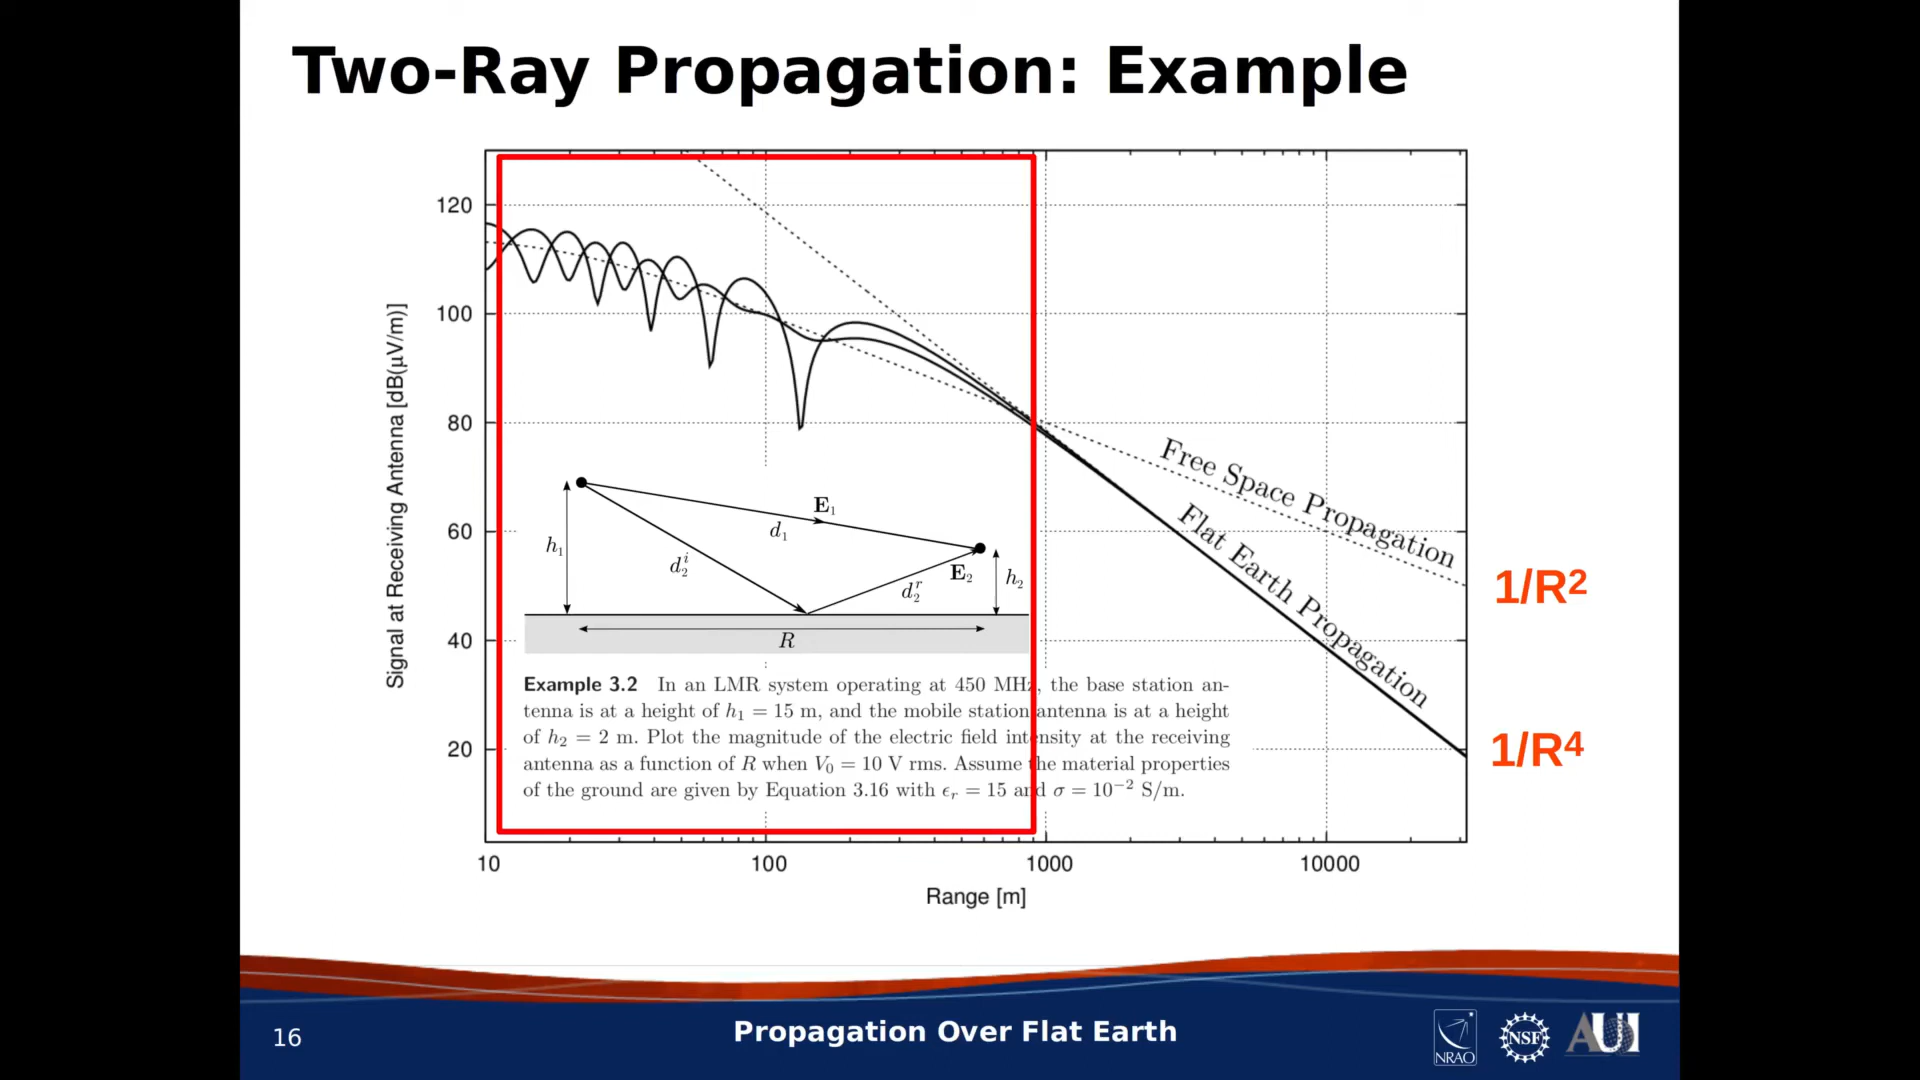 Two-Ray Propagation: Example
120
100
80
60
40
20
Signal at Receiving Antenna [dB(µV/m)]
Free Space Propagation
Flat Earth Propagation
1/R2
1/R4
E1
d1
h1
d2i
E2
d2r
h2
R
Example 3.2 In an LMR system operating at 450 MHz, the base station an-
tenna is at a height of h1 = 15 m, and the mobile station antenna is at a height
of h2 = 2 m. Plot the magnitude of the electric field intensity at the receiving
antenna as a function of R when V0 = 10 V rms. Assume the material properties
of the ground are given by Equation 3.16 with ϵr = 15 and σ = 10−2 S/m.
10 100 1000 10000
Range [m]
16
Propagation Over Flat Earth
NRAO
NSF
AUI